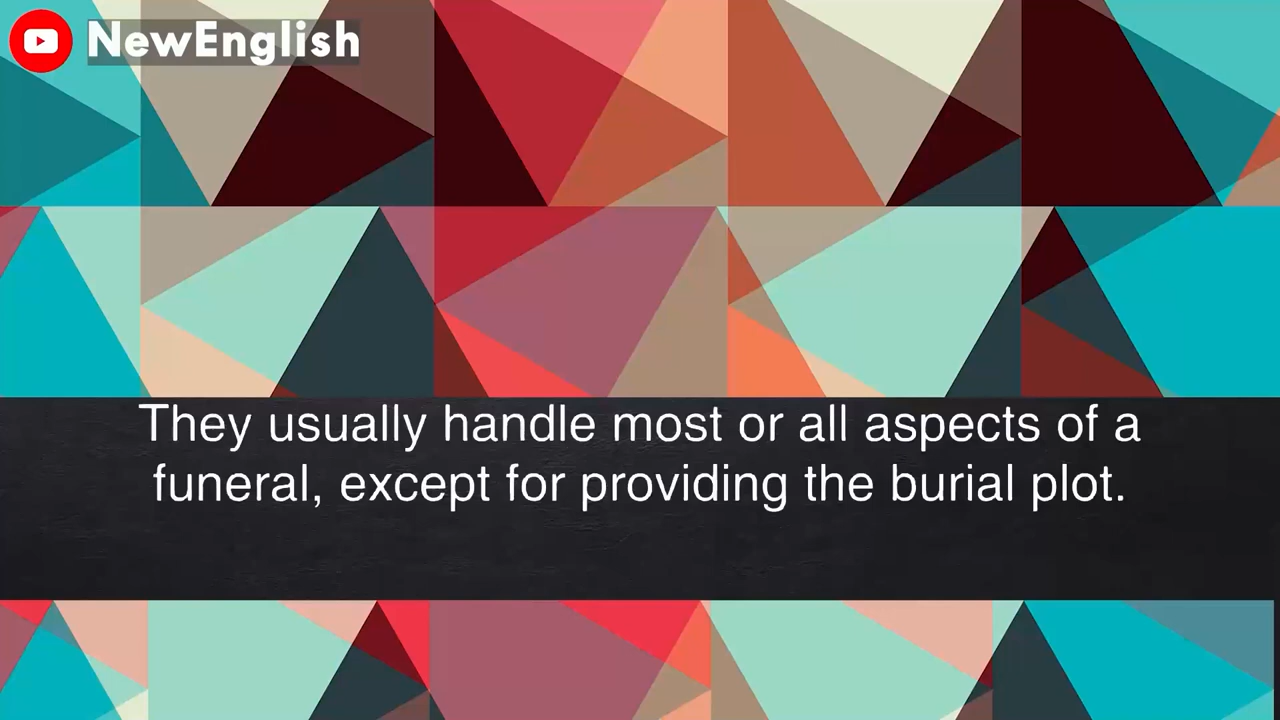 NewEnglish
They usually handle most or all aspects of a
funeral, except for providing the burial plot.